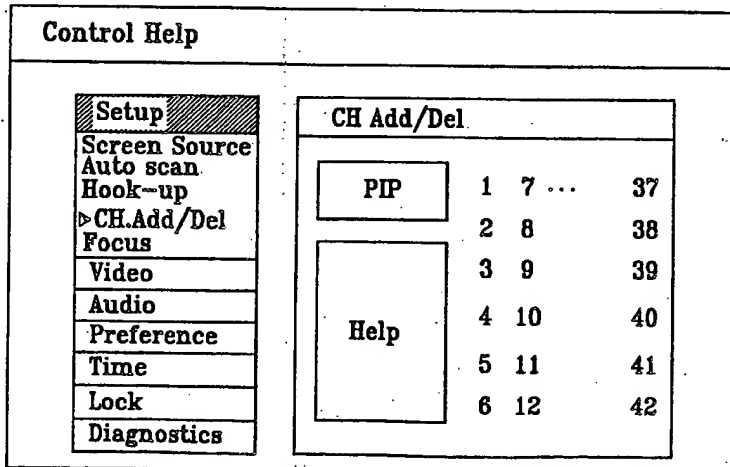 Control Help
Setup
Screen Source
Auto scan
Hook-up
▹CH.Add/Del
Focus
Video
Audio
Preference
Time
Lock
Diagnostics
CH Add/Del
PIP
Help
1 7 ... 37
2 8 38
3 9 39
4 10 40
5 11 41
6 12 42